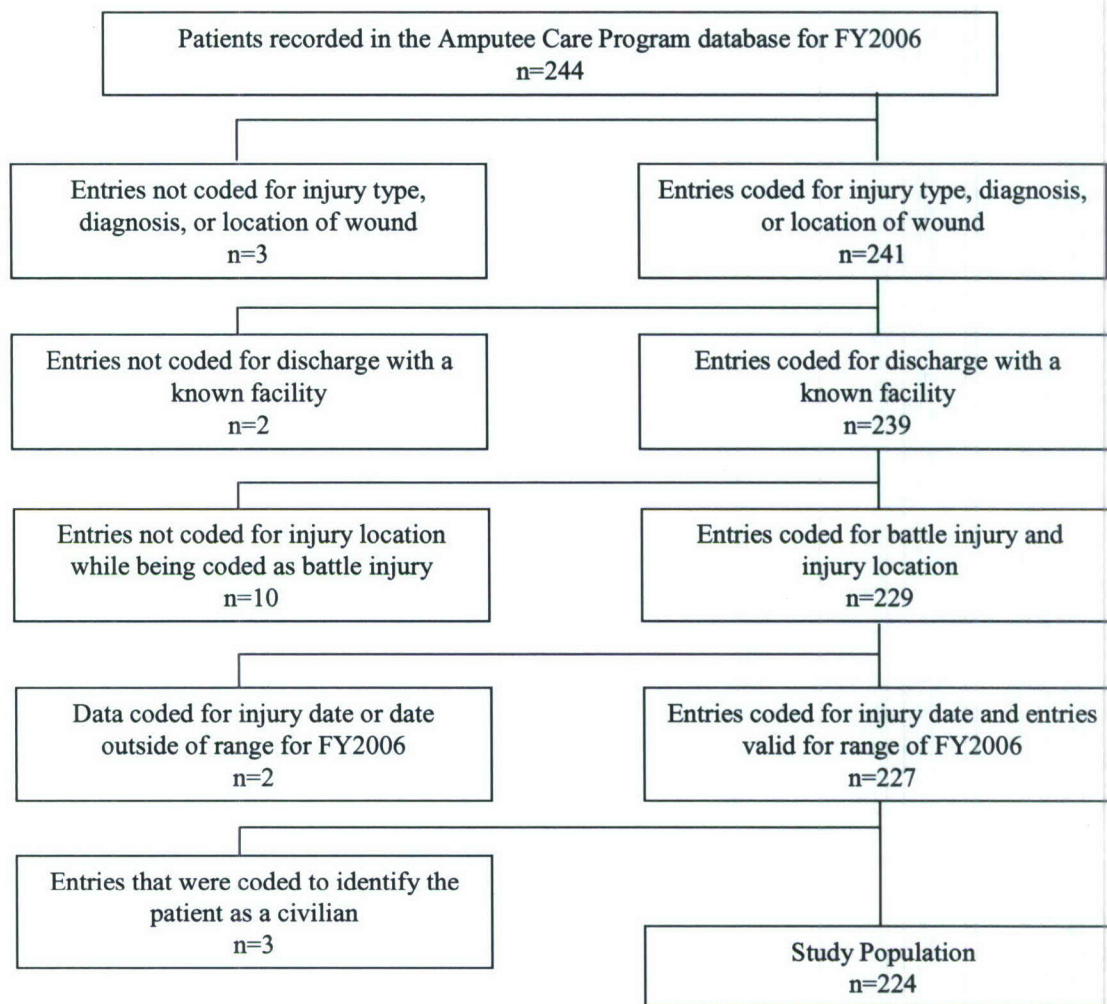 Patients recorded in the Amputee Care Program database for FY2006
n=244
Entries not coded for injury type,
diagnosis, or location of wound
n=3
Entries coded for injury type, diagnosis,
or location of wound
n=241
Entries not coded for discharge with a
known facility
n=2
Entries coded for discharge with a
known facility
n=239
Entries not coded for injury location
while being coded as battle injury
n=10
Entries coded for battle injury and
injury location
n=229
Data coded for injury date or date
outside of range for FY2006
n=2
Entries coded for injury date and entries
valid for range of FY2006
n=227
Entries that were coded to identify the
patient as a civilian
n=3
Study Population
n=224